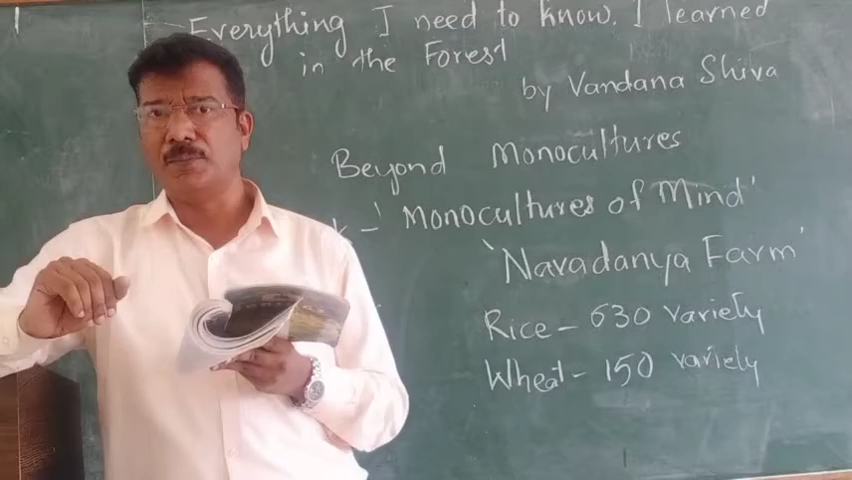 Everything I need to know. I learned
in the Forest
by Vandana Shiva
Beyond Monocultures
k - 'Monocultures of Mind'
'Navadanya Farm'
Rice - 630 variety
Wheat - 150 variety